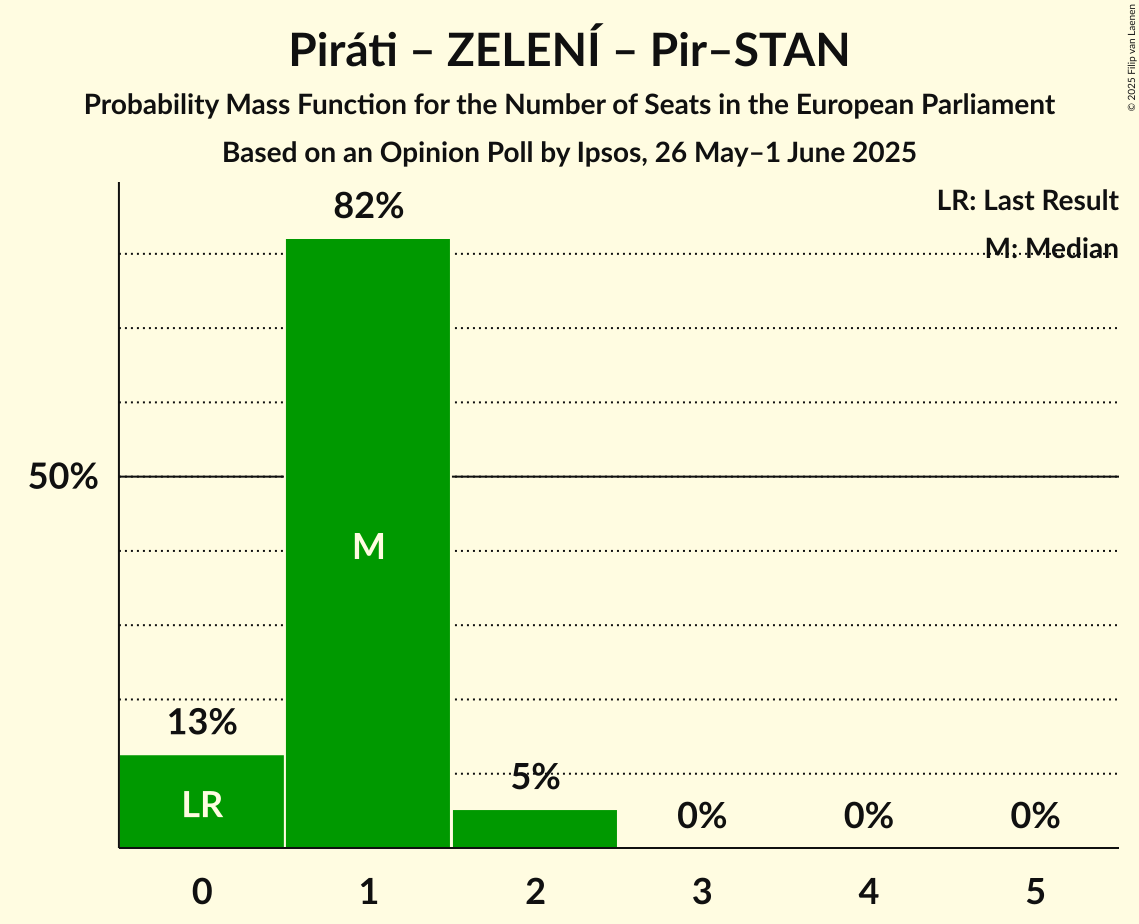 Piráti – ZELENÍ – Pir–STAN
Probability Mass Function for the Number of Seats in the European Parliament
Based on an Opinion Poll by Ipsos, 26 May–1 June 2025
© 2025 Filip van Laenen
LR: Last Result
M: Median
82%
50%
M
13%
LR
5%
0%
0%
0%
0
1
2
3
4
5